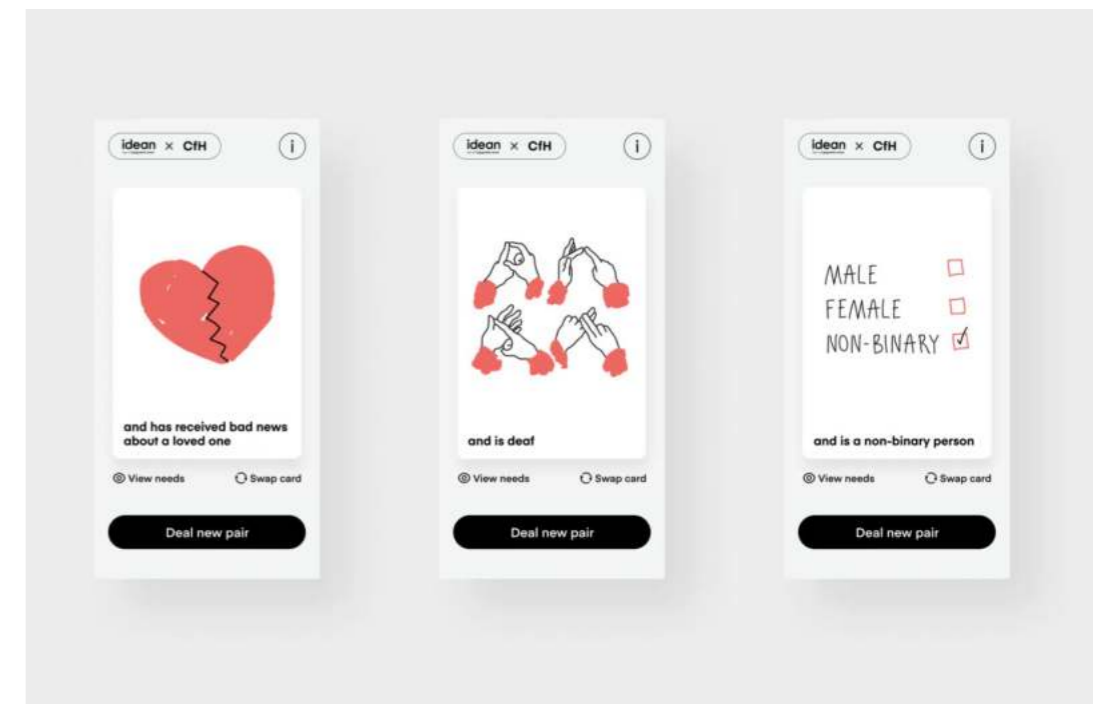 idean × CfH
i
and has received bad news
about a loved one
View needs
Swap card
Deal new pair
idean × CfH
i
and is deaf
View needs
Swap card
Deal new pair
idean × CfH
i
MALE
FEMALE
NON-BINARY
and is a non-binary person
View needs
Swap card
Deal new pair